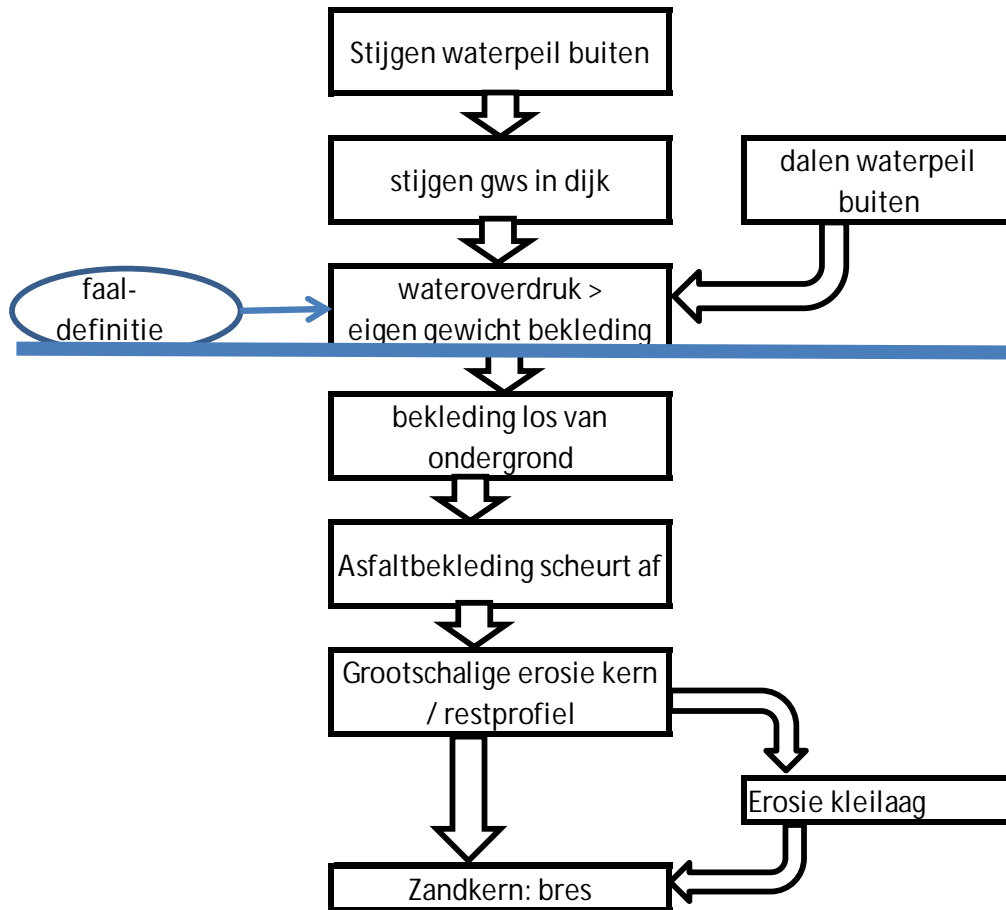 Stijgen waterpeil buiten
stijgen gws in dijk
dalen waterpeil
buiten
faal-
definitie
wateroverdruk >
eigen gewicht bekleding
bekleding los van
ondergrond
Asfaltbekleding scheurt af
Grootschalige erosie kern
/ restprofiel
Erosie kleilaag
Zandkern: bres